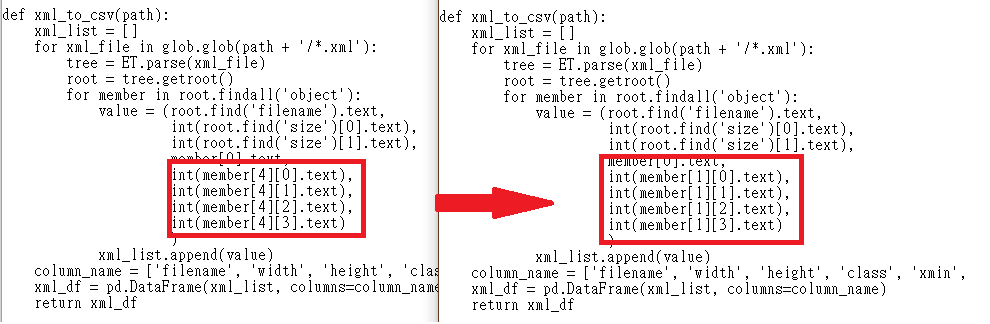 def xml_to_csv(path):
    xml_list = []
    for xml_file in glob.glob(path + '/*.xml'):
        tree = ET.parse(xml_file)
        root = tree.getroot()
        for member in root.findall('object'):
            value = (root.find('filename').text,
                     int(root.find('size')[0].text),
                     int(root.find('size')[1].text),
                     member[0].text,
                     int(member[4][0].text),
                     int(member[4][1].text),
                     int(member[4][2].text),
                     int(member[4][3].text)
                     )
            xml_list.append(value)
    column_name = ['filename', 'width', 'height', 'clas
    xml_df = pd.DataFrame(xml_list, columns=column_name
    return xml_df
def xml_to_csv(path):
    xml_list = []
    for xml_file in glob.glob(path + '/*.xml'):
        tree = ET.parse(xml_file)
        root = tree.getroot()
        for member in root.findall('object'):
            value = (root.find('filename').text,
                     int(root.find('size')[0].text),
                     int(root.find('size')[1].text),
                     member[0].text,
                     int(member[1][0].text),
                     int(member[1][1].text),
                     int(member[1][2].text),
                     int(member[1][3].text)
                     )
            xml_list.append(value)
    column_name = ['filename', 'width', 'height', 'class', 'xmin',
    xml_df = pd.DataFrame(xml_list, columns=column_name)
    return xml_df